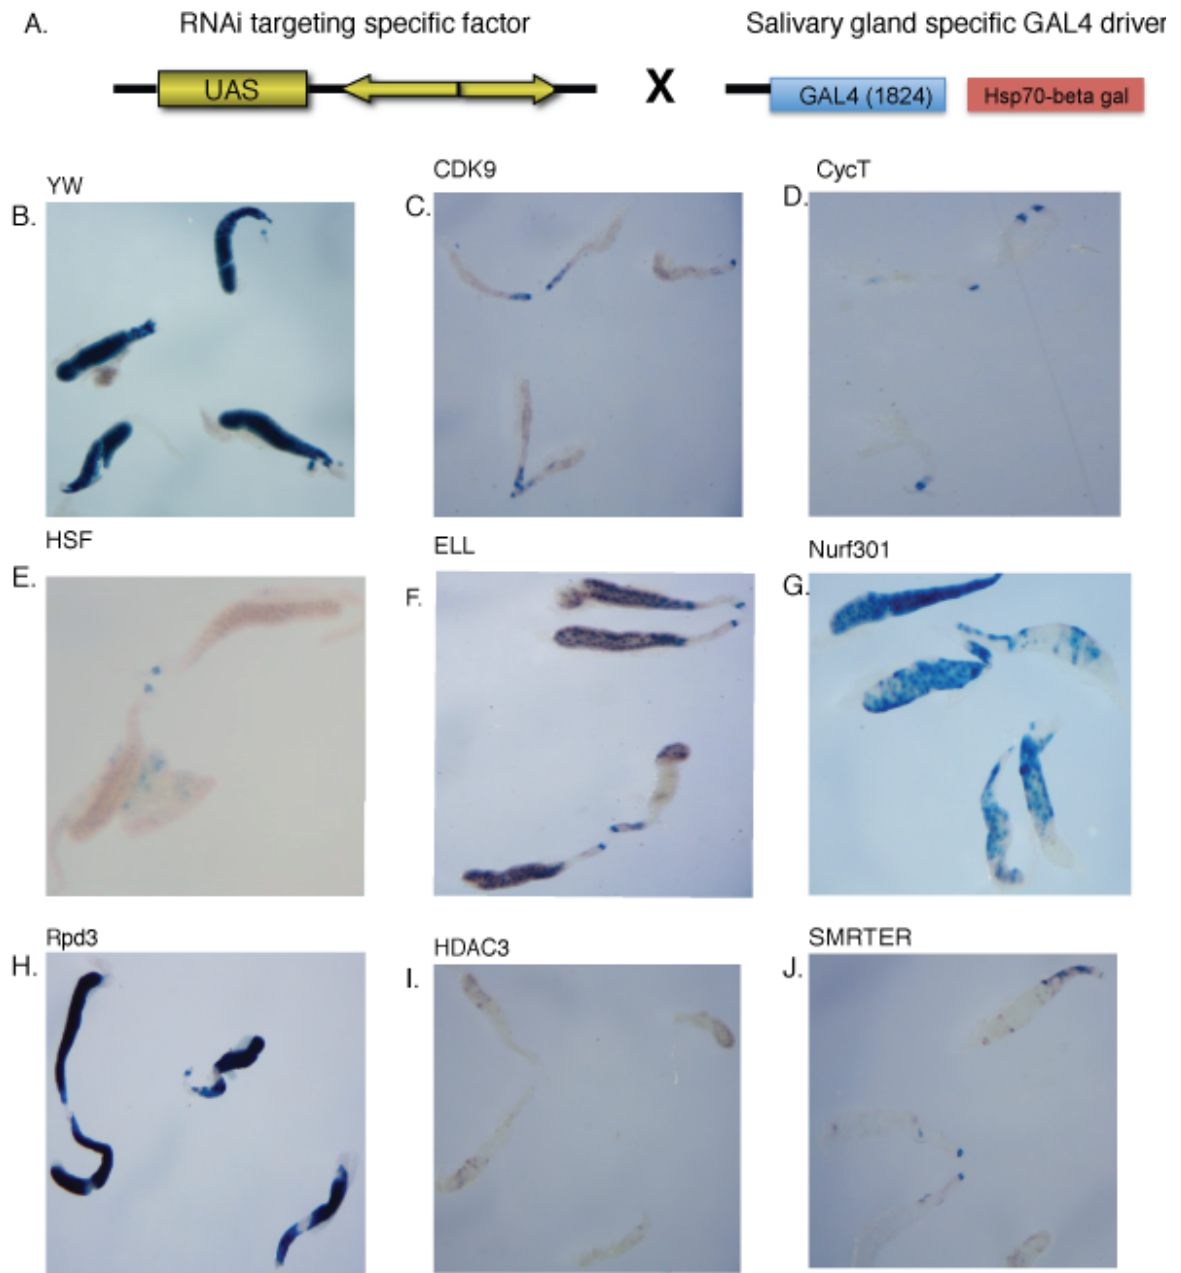 A. RNAi targeting specific factor Salivary gland specific GAL4 driver
UAS X GAL4 (1824) Hsp70-beta gal
YW CDK9 CycT
B. C. D.
HSF ELL Nurf301
E. F. G.
Rpd3 HDAC3 SMRTER
H. I. J.